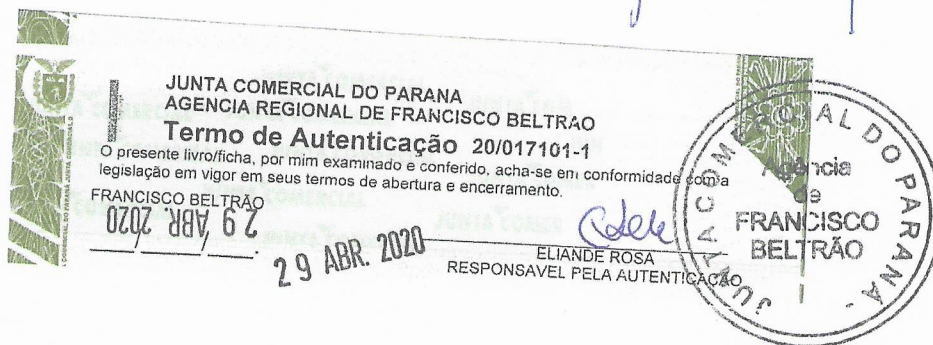 JUNTA COMERCIAL DO PARANA
AGENCIA REGIONAL DE FRANCISCO BELTRAO
Termo de Autenticação 20/017101-1
O presente livro/ficha, por mim examinado e conferido, acha-se em conformidade com a
legislação em vigor em seus termos de abertura e encerramento.
FRANCISCO BELTRÃO
29 ABR 2020
29 ABR. 2020
ELIANDE ROSA
RESPONSAVEL PELA AUTENTICAÇÃO
JUNTA COMERCIAL DO PARANÁ -
Agência
de
FRANCISCO
BELTRÃO